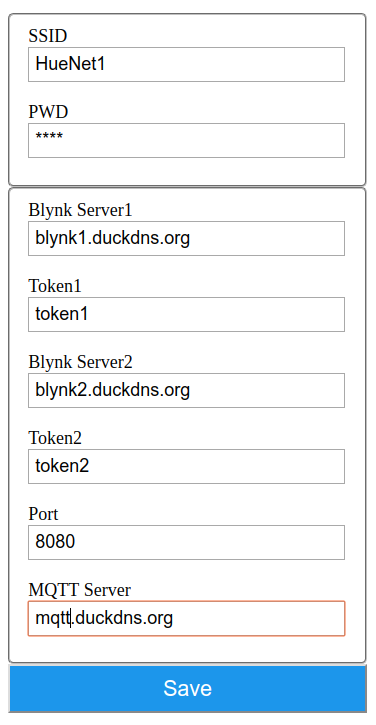 SSID
HueNet1
PWD
****
Blynk Server1
blynk1.duckdns.org
Token1
token1
Blynk Server2
blynk2.duckdns.org
Token2
token2
Port
8080
MQTT Server
mqtt.duckdns.org
Save